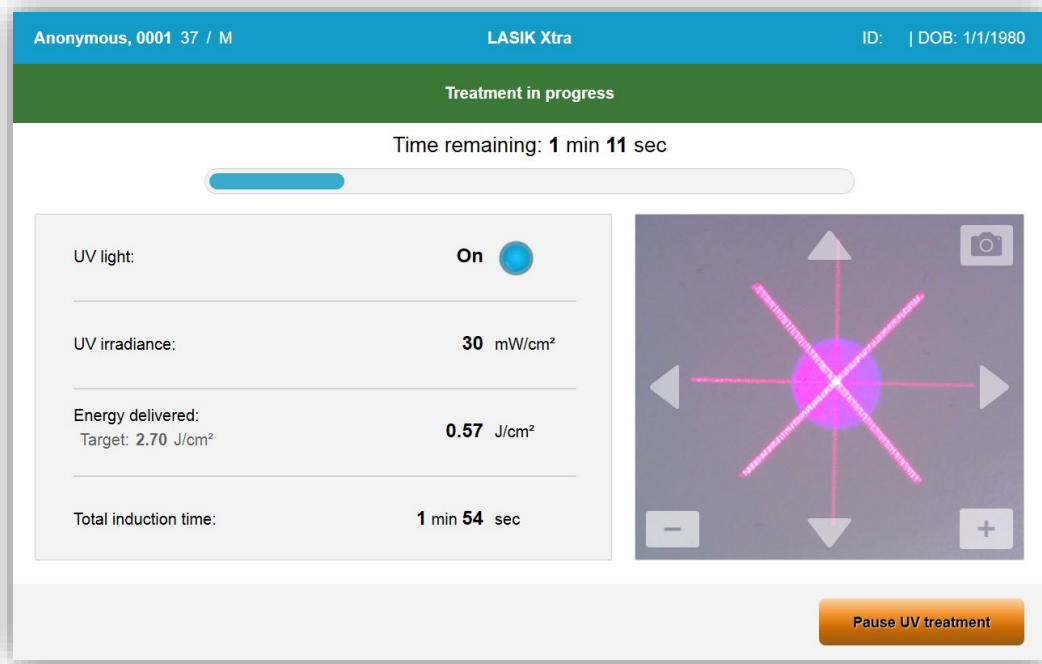 Anonymous, 0001 37 / M LASIK Xtra ID: | DOB: 1/1/1980
Treatment in progress
Time remaining: 1 min 11 sec
UV light: On
UV irradiance: 30 mW/cm²
Energy delivered:
Target: 2.70 J/cm² 0.57 J/cm²
Total induction time: 1 min 54 sec
− +
Pause UV treatment